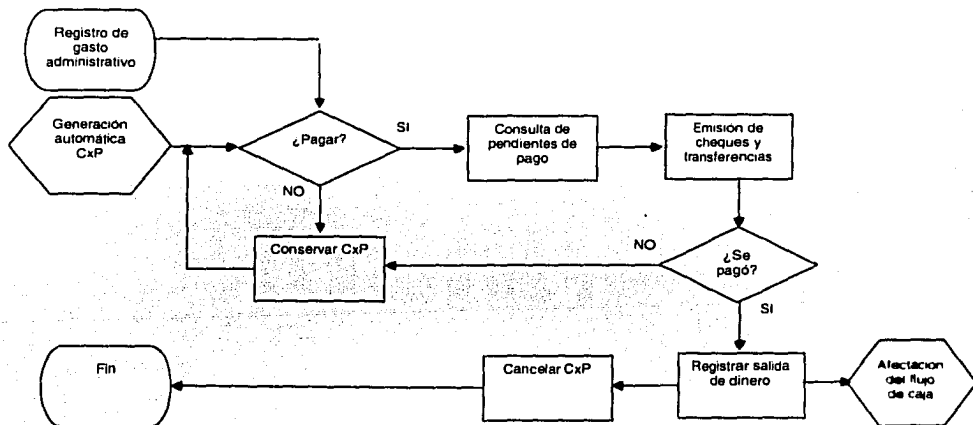 Registro de
gasto
administrativo
Generación
automática
CxP
¿Pagar?
SI
Consulta de
pendientes de
pago
Emisión de
cheques y
transferencias
NO
Conservar CxP
NO
¿Se
pagó?
SI
Fin
Cancelar CxP
Registrar salida
de dinero
Afectacion
del flujo
de caja